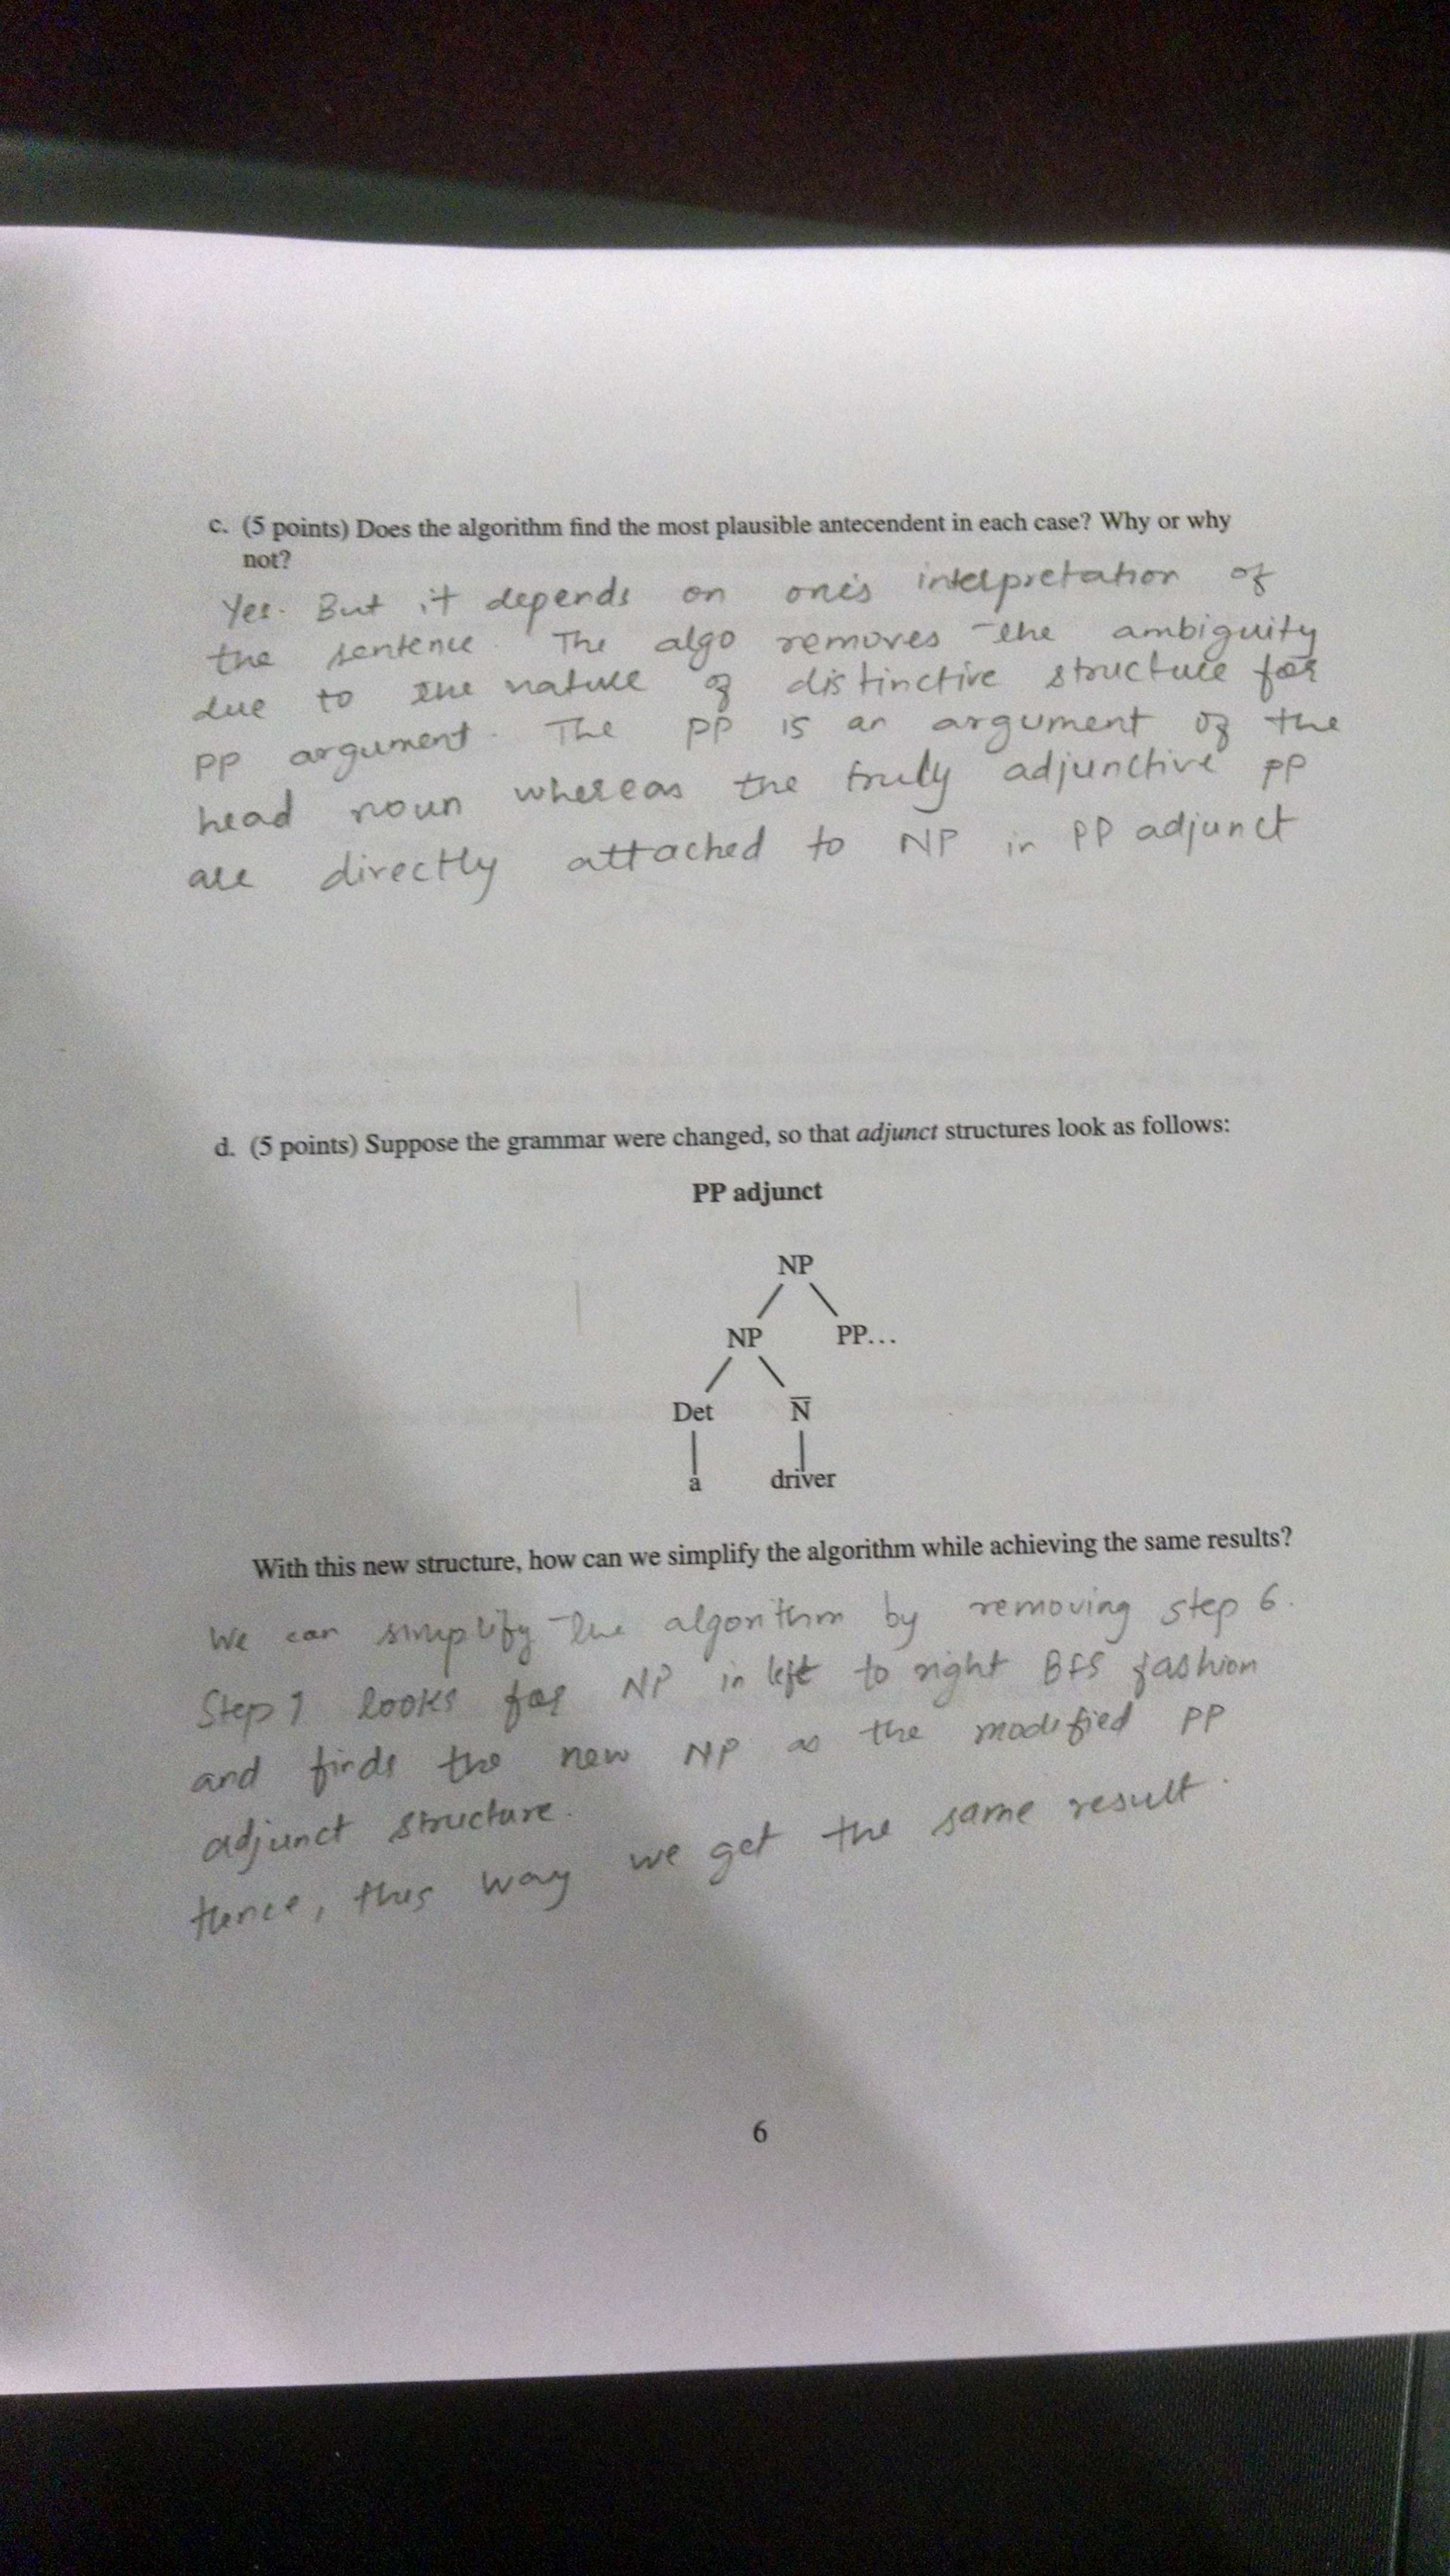 c. (5 points) Does the algorithm find the most plausible antecendent in each case? Why or why
not?
Yes. But it depends on one's interpretation of
the sentence. The algo removes the ambiguity
due to the nature of distinctive structure for
PP argument. The PP is an argument of the
head noun whereas the truly adjunctive PP
are directly attached to NP in PP adjunct
d. (5 points) Suppose the grammar were changed, so that adjunct structures look as follows:
PP adjunct
NP
NP PP...
Det N̅
a driver
With this new structure, how can we simplify the algorithm while achieving the same results?
We can simplify the algorithm by removing step 6.
Step 1 looks for NP in left to right BFS fashion
and finds the new NP as the modified PP
adjunct structure.
Hence, this way we get the same result.
6